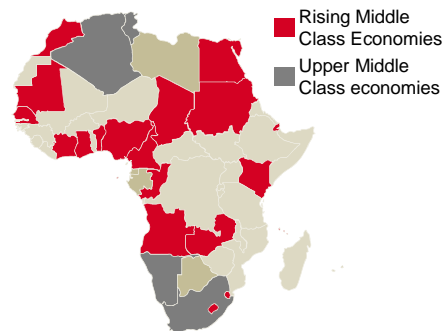 Rising Middle
Class Economies
Upper Middle
Class economies